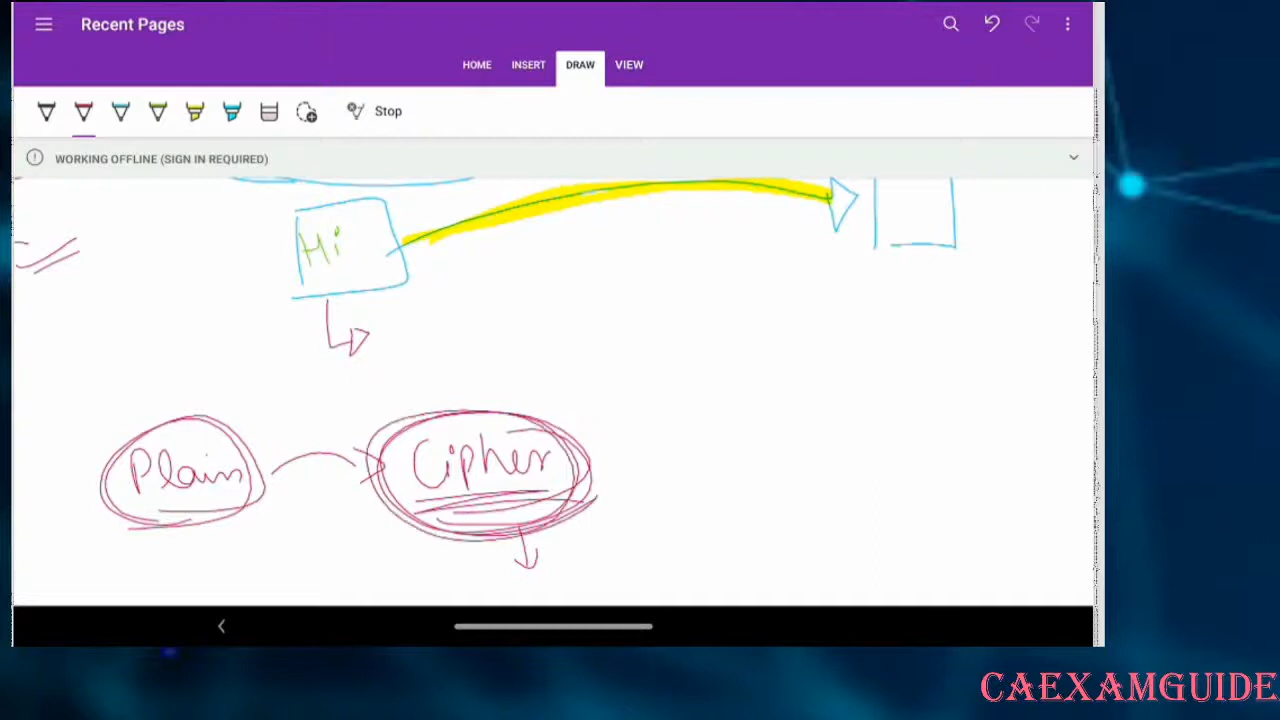 Recent Pages
HOME INSERT DRAW VIEW
Stop
WORKING OFFLINE (SIGN IN REQUIRED)
Hi
Plain Cipher
CAEXAMGUIDE